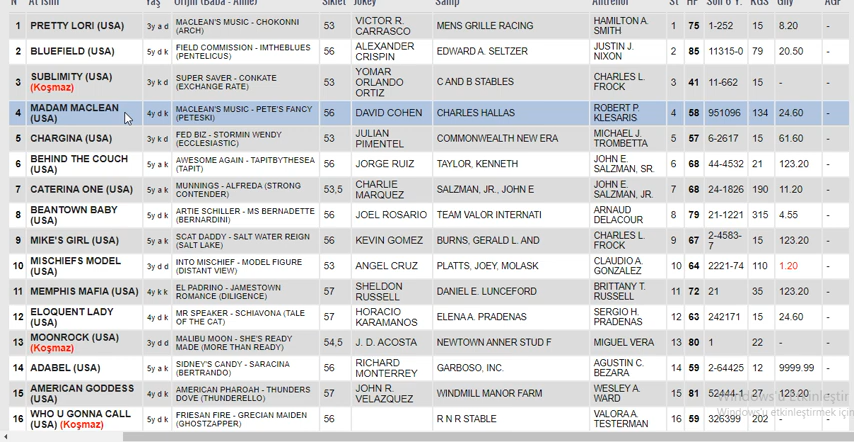 N At İsmi Yaş Orijin (Baba - Anne) Sıklet Jokey Sahip Antrenör St HP Son 6 Y. KGS Gny AGF
1 PRETTY LORI (USA) 3y a d MACLEAN'S MUSIC - CHOKONNI (ARCH) 53 VICTOR R. CARRASCO MENS GRILLE RACING HAMILTON A. SMITH 1 75 1-252 15 8.20 -
2 BLUEFIELD (USA) 5y d k FIELD COMMISSION - IMTHEBLUES (PENTELICUS) 56 ALEXANDER CRISPIN EDWARD A. SELTZER JUSTIN J. NIXON 2 85 11315-0 79 20.50 -
3 SUBLIMITY (USA) (Koşmaz) 3y k d SUPER SAVER - CONKATE (EXCHANGE RATE) 53 YOMAR ORLANDO ORTIZ C AND B STABLES CHARLES L. FROCK 3 41 11-662 15 - -
4 MADAM MACLEAN (USA) 4y d k MACLEAN'S MUSIC - PETE'S FANCY (PETESKI) 56 DAVID COHEN CHARLES HALLAS ROBERT P. KLESARIS 4 58 951096 134 24.60 -
5 CHARGINA (USA) 3y k d FED BIZ - STORMIN WENDY (ECCLESIASTIC) 53 JULIAN PIMENTEL COMMONWEALTH NEW ERA MICHAEL J. TROMBETTA 5 57 6-2617 15 61.60 -
6 BEHIND THE COUCH (USA) 5y a k AWESOME AGAIN - TAPITBYTHESEA (TAPIT) 56 JORGE RUIZ TAYLOR, KENNETH JOHN E. SALZMAN, SR. 6 68 44-4532 21 123.20 -
7 CATERINA ONE (USA) 5y a k MUNNINGS - ALFREDA (STRONG CONTENDER) 53,5 CHARLIE MARQUEZ SALZMAN, JR., JOHN E JOHN E. SALZMAN, JR. 7 68 24-1826 190 11.20 -
8 BEANTOWN BABY (USA) 5y d k ARTIE SCHILLER - MS BERNADETTE (BERNARDINI) 56 JOEL ROSARIO TEAM VALOR INTERNATI ARNAUD DELACOUR 8 79 21-1221 315 4.55 -
9 MIKE'S GIRL (USA) 5y a k SCAT DADDY - SALT WATER REIGN (SALT LAKE) 56 KEVIN GOMEZ BURNS, GERALD L. AND CHARLES L. FROCK 9 67 2-4583-7 15 123.20 -
10 MISCHIEFS MODEL (USA) 3y d d INTO MISCHIEF - MODEL FIGURE (DISTANT VIEW) 53 ANGEL CRUZ PLATTS, JOEY, MOLASK CLAUDIO A. GONZALEZ 10 64 2221-74 110 1.20 -
11 MEMPHIS MAFIA (USA) 4y k k EL PADRINO - JAMESTOWN ROMANCE (DILIGENCE) 57 SHELDON RUSSELL DANIEL E. LUNCEFORD BRITTANY T. RUSSELL 11 72 21 35 123.20 -
12 ELOQUENT LADY (USA) 4y d k MR SPEAKER - SCHIAVONA (TALE OF THE CAT) 57 HORACIO KARAMANOS ELENA A. PRADENAS SERGIO H. PRADENAS 12 63 242171 15 24.60 -
13 MOONROCK (USA) (Koşmaz) 3y d d MALIBU MOON - SHE'S READY MADE (MORE THAN READY) 54,5 J. D. ACOSTA NEWTOWN ANNER STUD F MIGUEL VERA 13 80 1 22 - -
14 ADABEL (USA) 5y a k SIDNEY'S CANDY - SARACINA (BERTRANDO) 56 RICHARD MONTERREY GARBOSO, INC. AGUSTIN C. BEZARA 14 59 2-64425 12 9999.99 -
15 AMERICAN GODDESS (USA) 4y d k AMERICAN PHAROAH - THUNDERS DOVE (THUNDERELLO) 57 JOHN R. VELAZQUEZ WINDMILL MANOR FARM WESLEY A. WARD 15 81 52444-1 27 123.20 -
16 WHO U GONNA CALL (USA) (Koşmaz) 5y d k FRIESAN FIRE - GRECIAN MAIDEN (GHOSTZAPPER) 56 R N R STABLE VALORA A. TESTERMAN 16 59 326399 202 - -
Windows'u Etkinleştir
Windows'u etkinleştirmek için